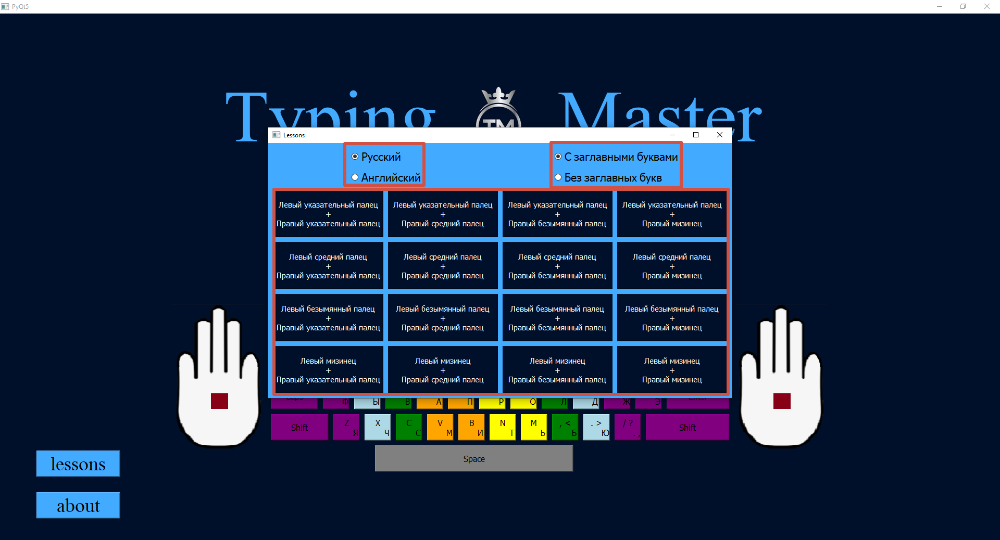 PyQt5
Typing Master
TM
Lessons
Русский
С заглавными буквами
Английский
Без заглавных букв
Левый указательный палец
+
Правый указательный палец
Левый указательный палец
+
Правый средний палец
Левый указательный палец
+
Правый безымянный палец
Левый указательный палец
+
Правый мизинец
Левый средний палец
+
Правый указательный палец
Левый средний палец
+
Правый средний палец
Левый средний палец
+
Правый безымянный палец
Левый средний палец
+
Правый мизинец
Левый безымянный палец
+
Правый указательный палец
Левый безымянный палец
+
Правый средний палец
Левый безымянный палец
+
Правый безымянный палец
Левый безымянный палец
+
Правый мизинец
Левый мизинец
+
Правый указательный палец
Левый мизинец
+
Правый средний палец
Левый мизинец
+
Правый безымянный палец
Левый мизинец
+
Правый мизинец
Caps Ф Ы В А П Р О Л Д Ж Э Enter
Shift
Z
Я
X
Ч
C
С
V
М
B
И
N
Т
M
Ь
, <
Б
. >
Ю
/ ?
. ,
Shift
Space
lessons
about